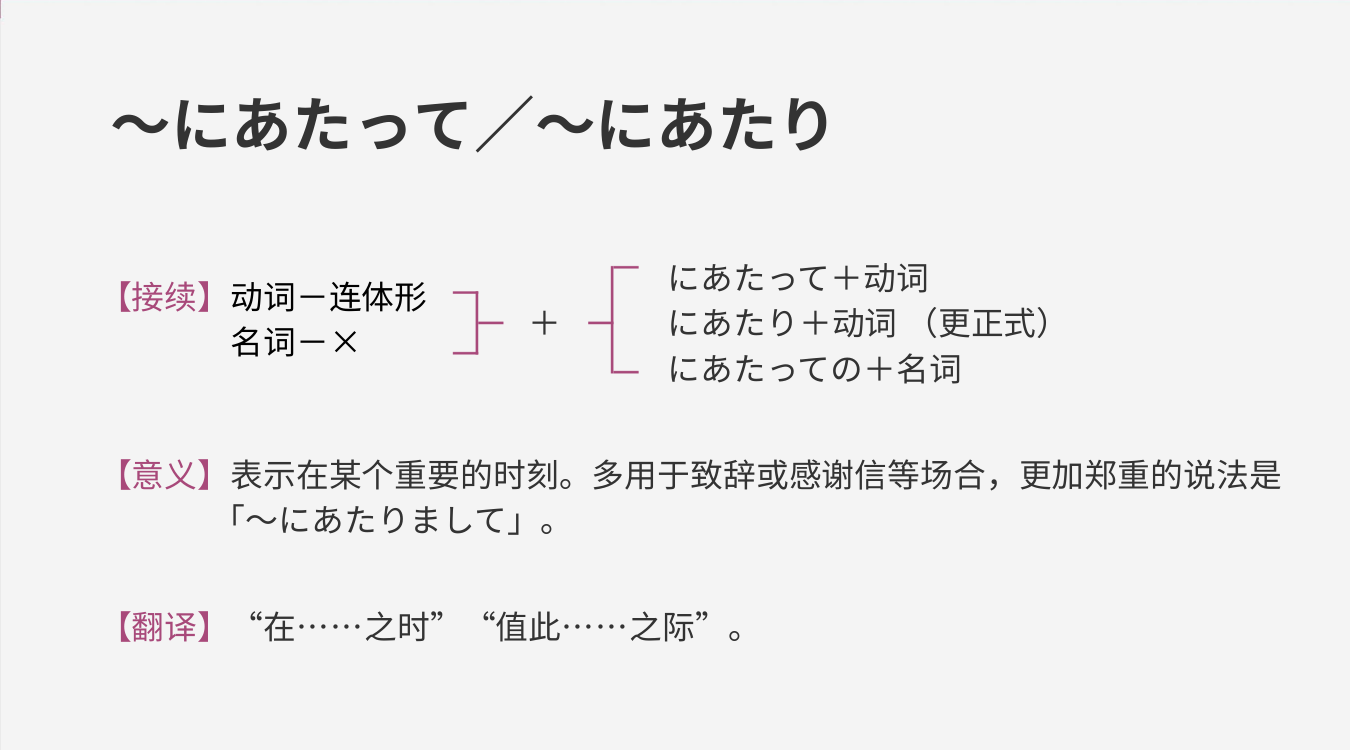 ～にあたって／～にあたり
【接续】动词－连体形
名词－×
＋
にあたって＋动词
にあたり＋动词 （更正式）
にあたっての＋名词
【意义】表示在某个重要的时刻。多用于致辞或感谢信等场合，更加郑重的说法是
「～にあたりまして」。
【翻译】 “在……之时” “值此……之际”。